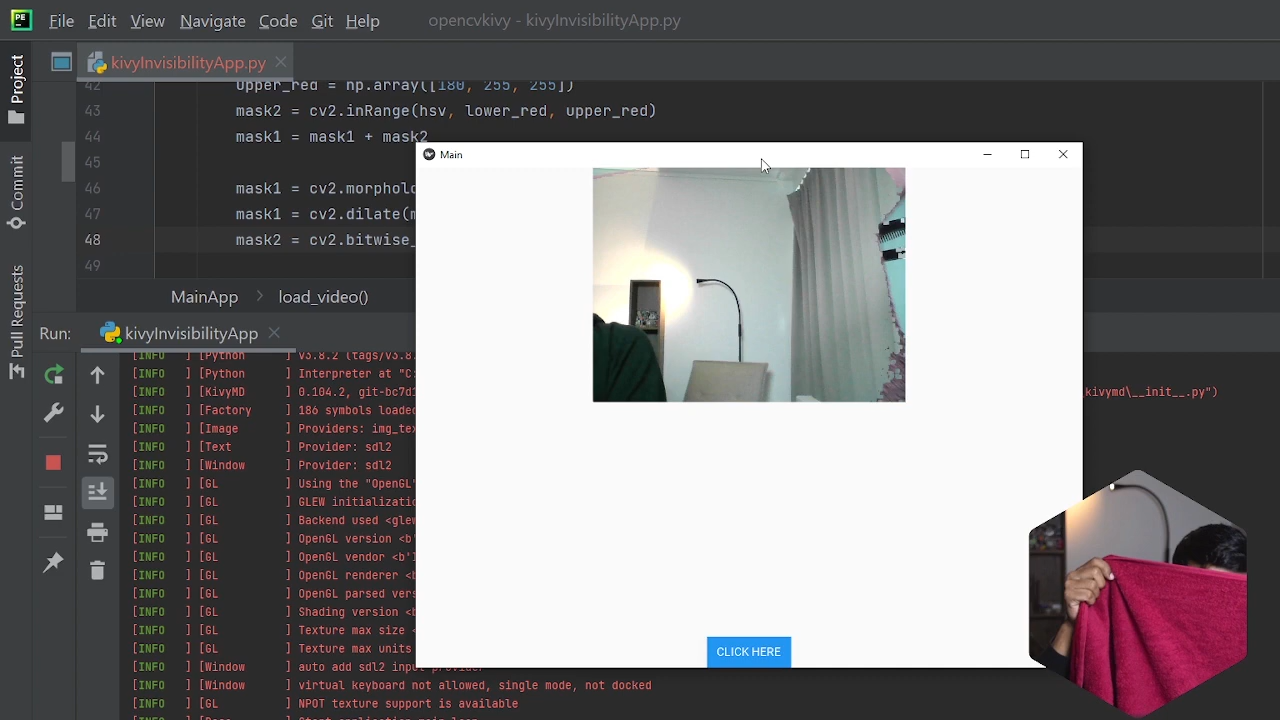 PE File Edit View Navigate Code Git Help opencvkivy - kivyInvisibilityApp.py
Project
Commit
Pull Requests
kivyInvisibilityApp.py
42 upper_red = np.array([180, 255, 255])
43 mask2 = cv2.inRange(hsv, lower_red, upper_red)
44 mask1 = mask1 + mask2
45
46 mask1 = cv2.morpholo
47 mask1 = cv2.dilate(m
48 mask2 = cv2.bitwise_
49
MainApp > load_video()
Run: kivyInvisibilityApp
[INFO ] [Python ] v3.8.2 (tags/v3.8.
[INFO ] [Python ] Interpreter at "C:
[INFO ] [KivyMD ] 0.104.2, git-bc7d1 kivymd\__init__.py")
[INFO ] [Factory ] 186 symbols loaded
[INFO ] [Image ] Providers: img_tex
[INFO ] [Text ] Provider: sdl2
[INFO ] [Window ] Provider: sdl2
[INFO ] [GL ] Using the "OpenGL"
[INFO ] [GL ] GLEW initializatio
[INFO ] [GL ] Backend used <glew
[INFO ] [GL ] OpenGL version <b'
[INFO ] [GL ] OpenGL vendor <b'I
[INFO ] [GL ] OpenGL renderer <b
[INFO ] [GL ] OpenGL parsed vers
[INFO ] [GL ] Shading version <b
[INFO ] [GL ] Texture max size <
[INFO ] [GL ] Texture max units
[INFO ] [Window ] auto add sdl2 input provider
[INFO ] [Window ] virtual keyboard not allowed, single mode, not docked
[INFO ] [GL ] NPOT texture support is available
Main
CLICK HERE